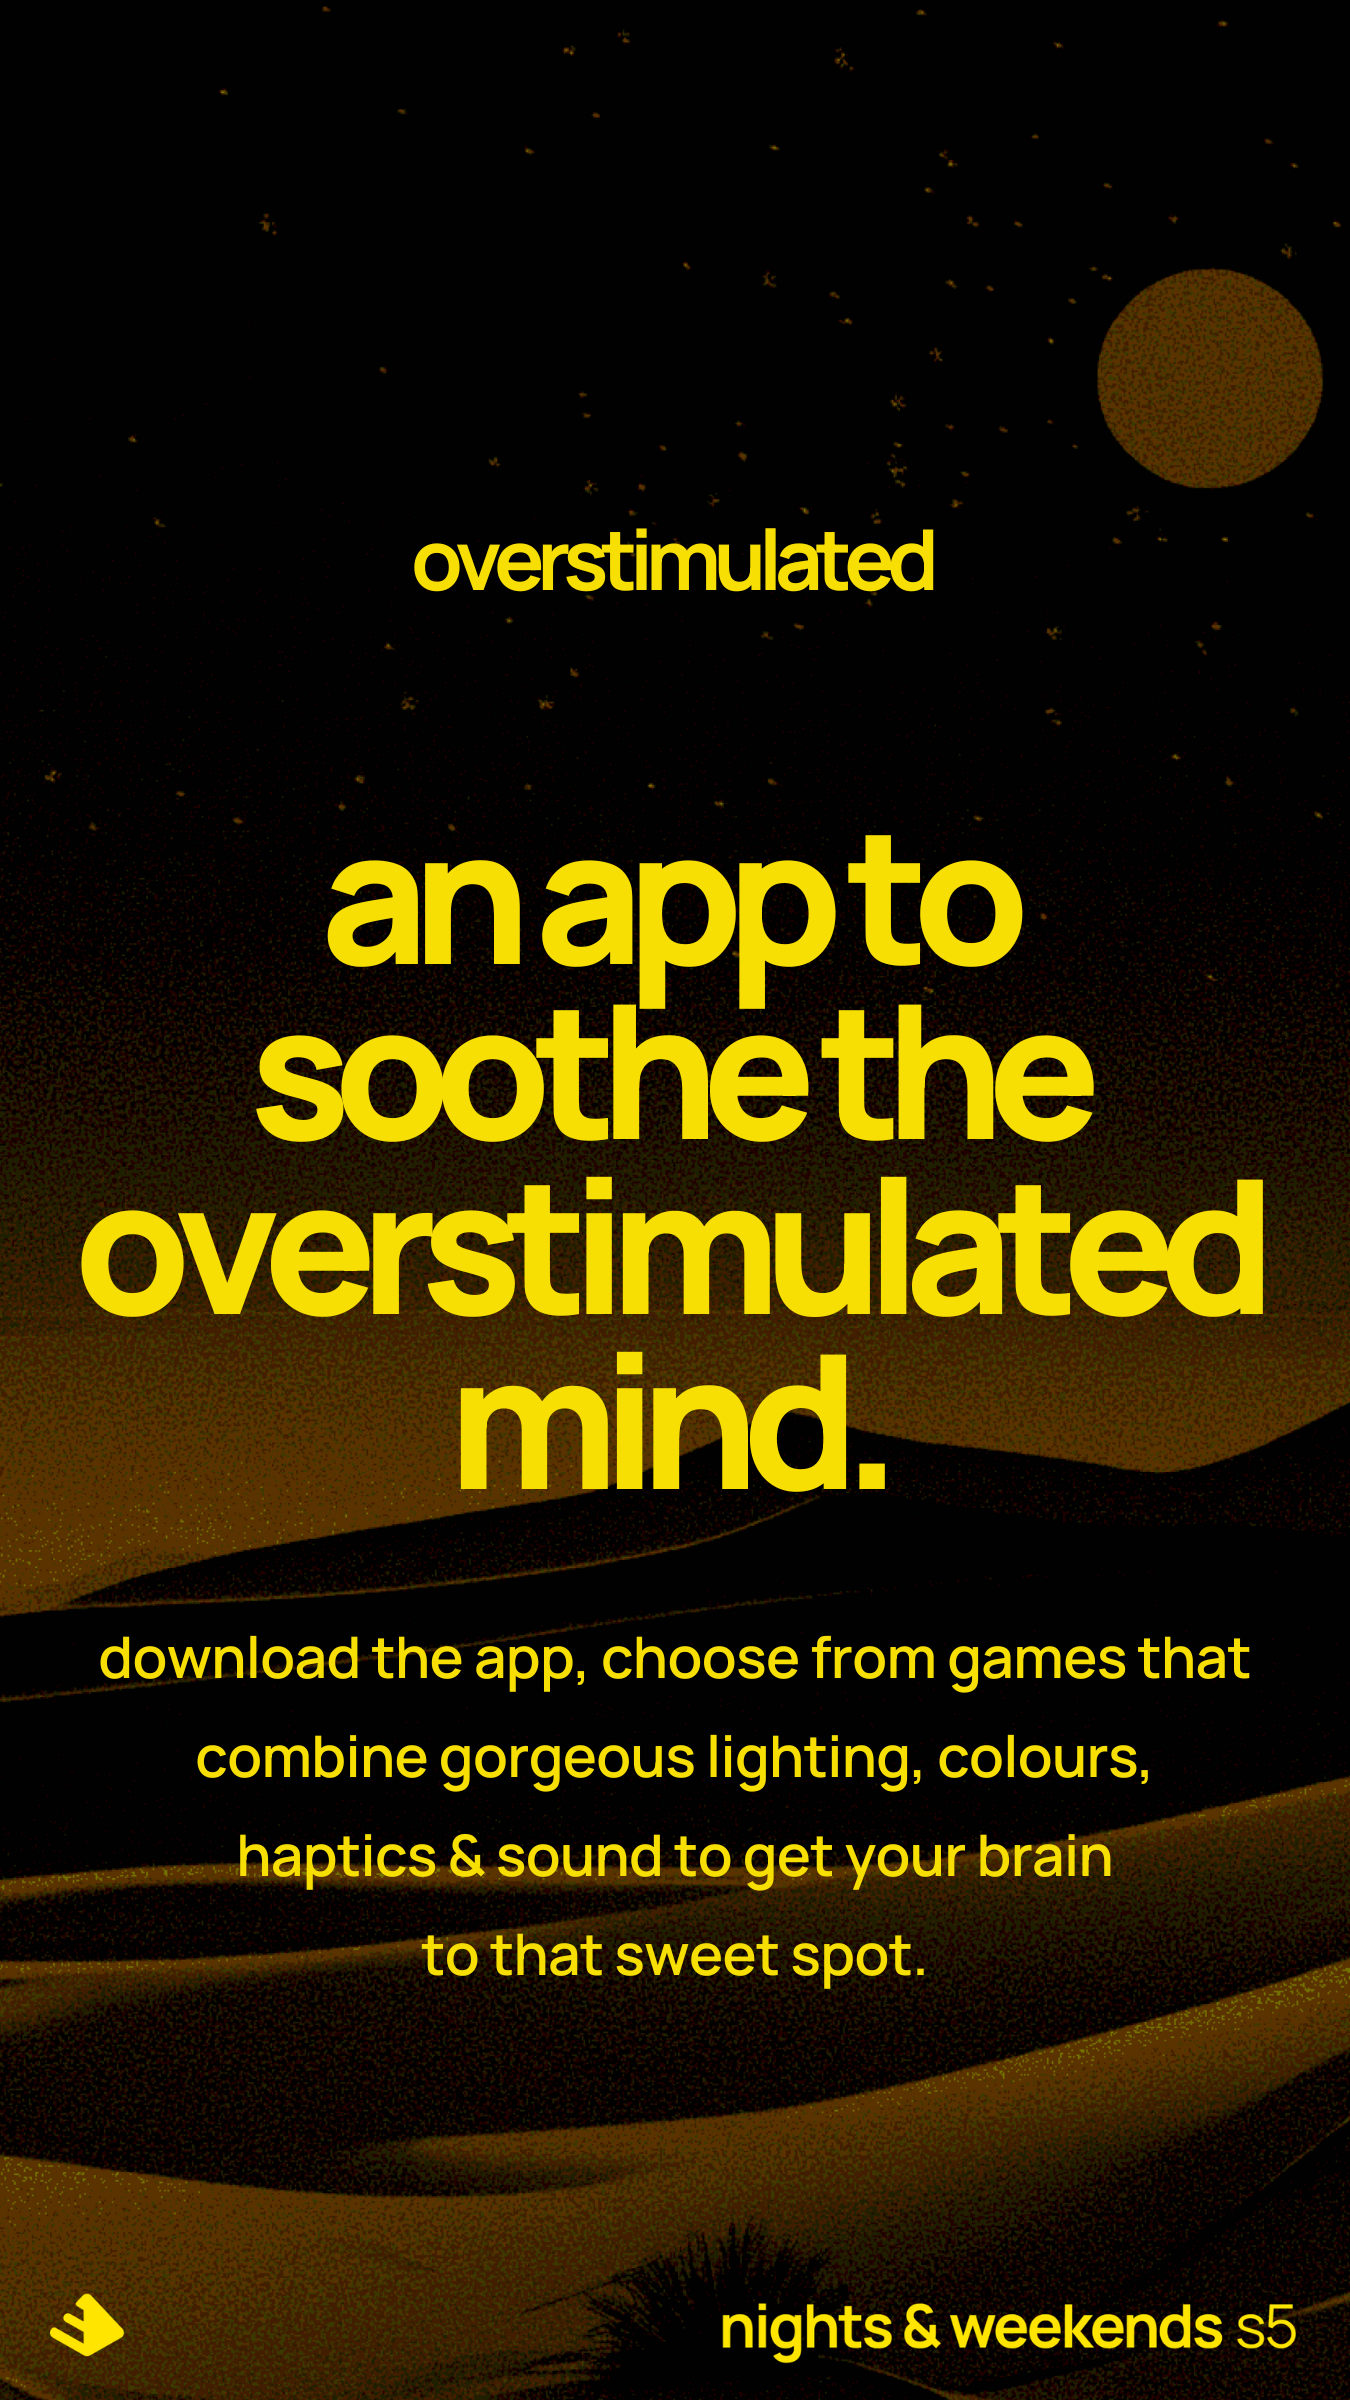 overstimulated
an app to
soothe the
overstimulated
mind.
download the app, choose from games that
combine gorgeous lighting, colours,
haptics & sound to get your brain
to that sweet spot.
nights & weekends s5